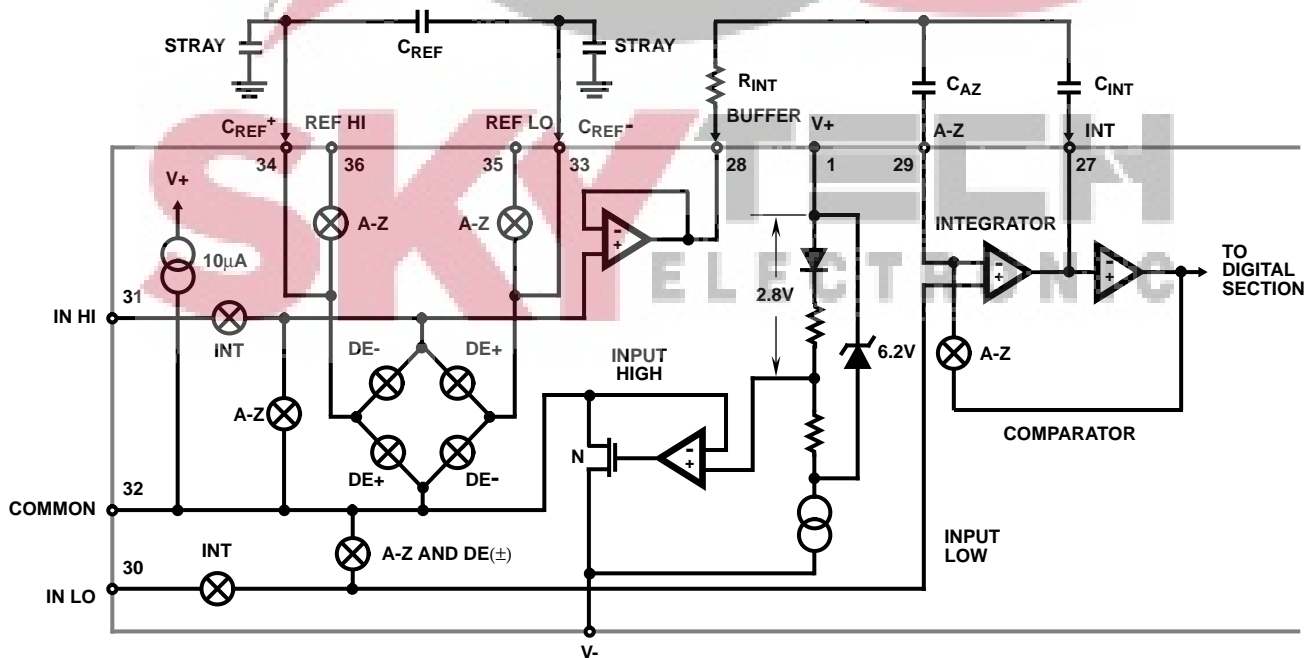 STRAY
CREF
STRAY
RINT
CAZ
CINT
CREF+
REF HI
REF LO
CREF-
BUFFER
V+
A-Z
INT
34
36
35
33
28
1
29
27
V+
A-Z
A-Z
-
+
INTEGRATOR
10µA
SKYTECH
ELECTRONIC
-
+
-
+
TO
DIGITAL
SECTION
31
2.8V
IN HI
INT
DE-
DE+
INPUT
HIGH
6.2V
A-Z
A-Z
COMPARATOR
N
-
+
DE+
DE-
32
COMMON
INT
A-Z AND DE(±)
INPUT
LOW
30
IN LO
V-